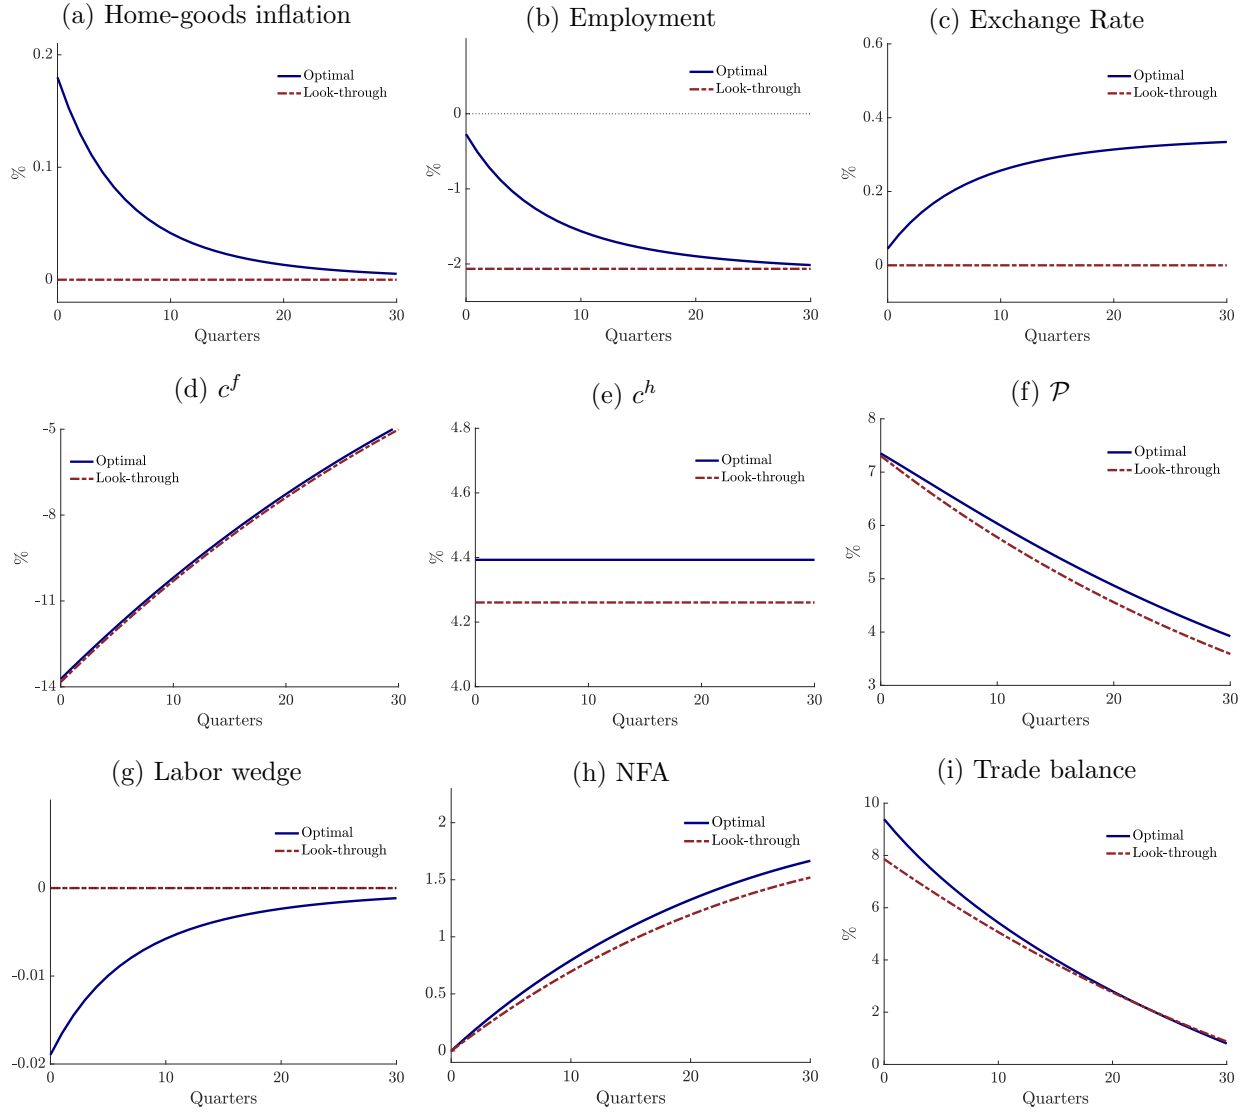 (a) Home-goods inflation
0.2
0.1
0
%
Optimal
Look-through
0
10
20
30
Quarters
(b) Employment
0
-1
-2
%
Optimal
Look-through
0
10
20
30
Quarters
(c) Exchange Rate
0.6
0.4
0.2
0
%
Optimal
Look-through
0
10
20
30
Quarters
(d) c^f
-5
-8
-11
-14
%
Optimal
Look-through
0
10
20
30
Quarters
(e) c^h
4.8
4.6
4.4
4.2
4.0
%
Optimal
Look-through
0
10
20
30
Quarters
(f) 𝒫
8
7
6
5
4
3
%
Optimal
Look-through
0
10
20
30
Quarters
(g) Labor wedge
0
-0.01
-0.02
Optimal
Look-through
0
10
20
30
Quarters
(h) NFA
2
1.5
1
0.5
0
Optimal
Look-through
0
10
20
30
Quarters
(i) Trade balance
10
8
6
4
2
0
%
Optimal
Look-through
0
10
20
30
Quarters